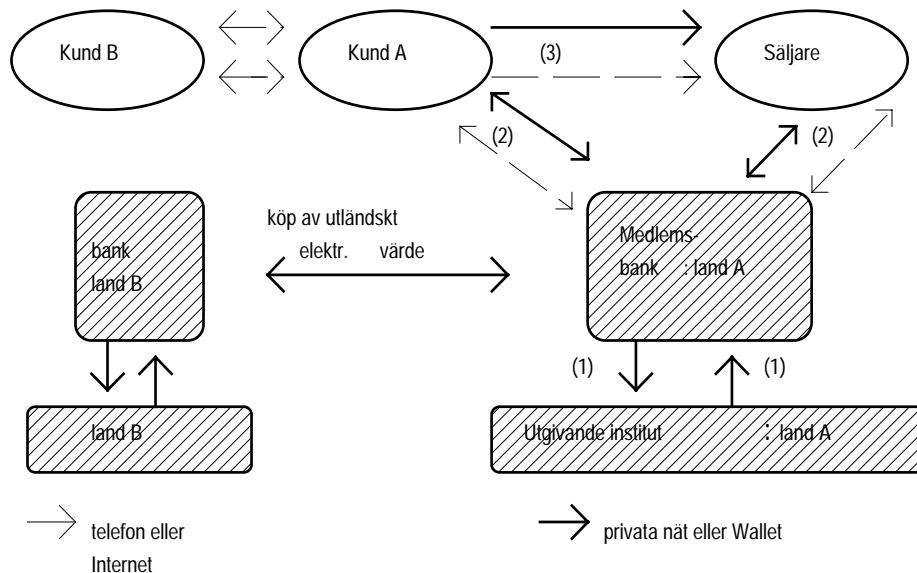 Kund B
Kund A
(3)
Säljare
(2)
(2)
köp av utländskt
elektr. värde
bank
land B
Medlems-
bank : land A
(1)
(1)
land B
Utgivande institut : land A
telefon eller
Internet
privata nät eller Wallet